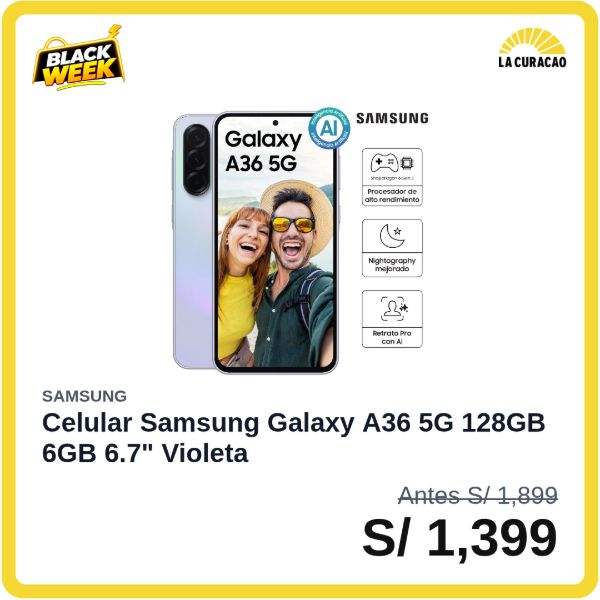 BLACK
WEEK
LA CURACAO
Galaxy
A36 5G
AI
SAMSUNG
Procesador de
alto rendimiento
Nightography
mejorado
Retrato Pro
con AI
SAMSUNG
Celular Samsung Galaxy A36 5G 128GB
6GB 6.7" Violeta
Antes S/ 1,899
S/ 1,399